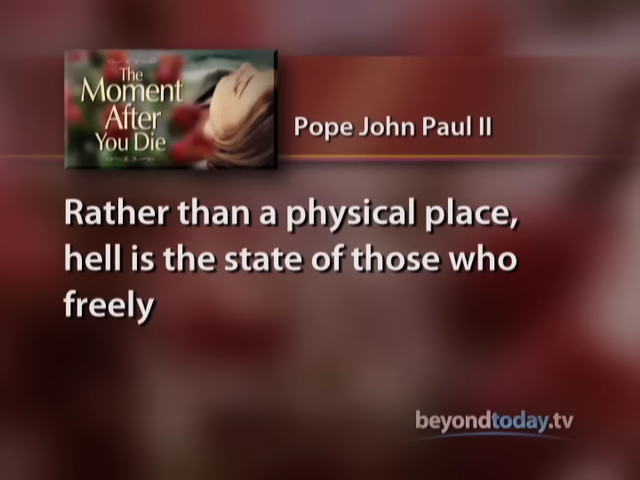 The
Moment
After
You Die
Pope John Paul II
Rather than a physical place,
hell is the state of those who
freely
beyondtoday.tv